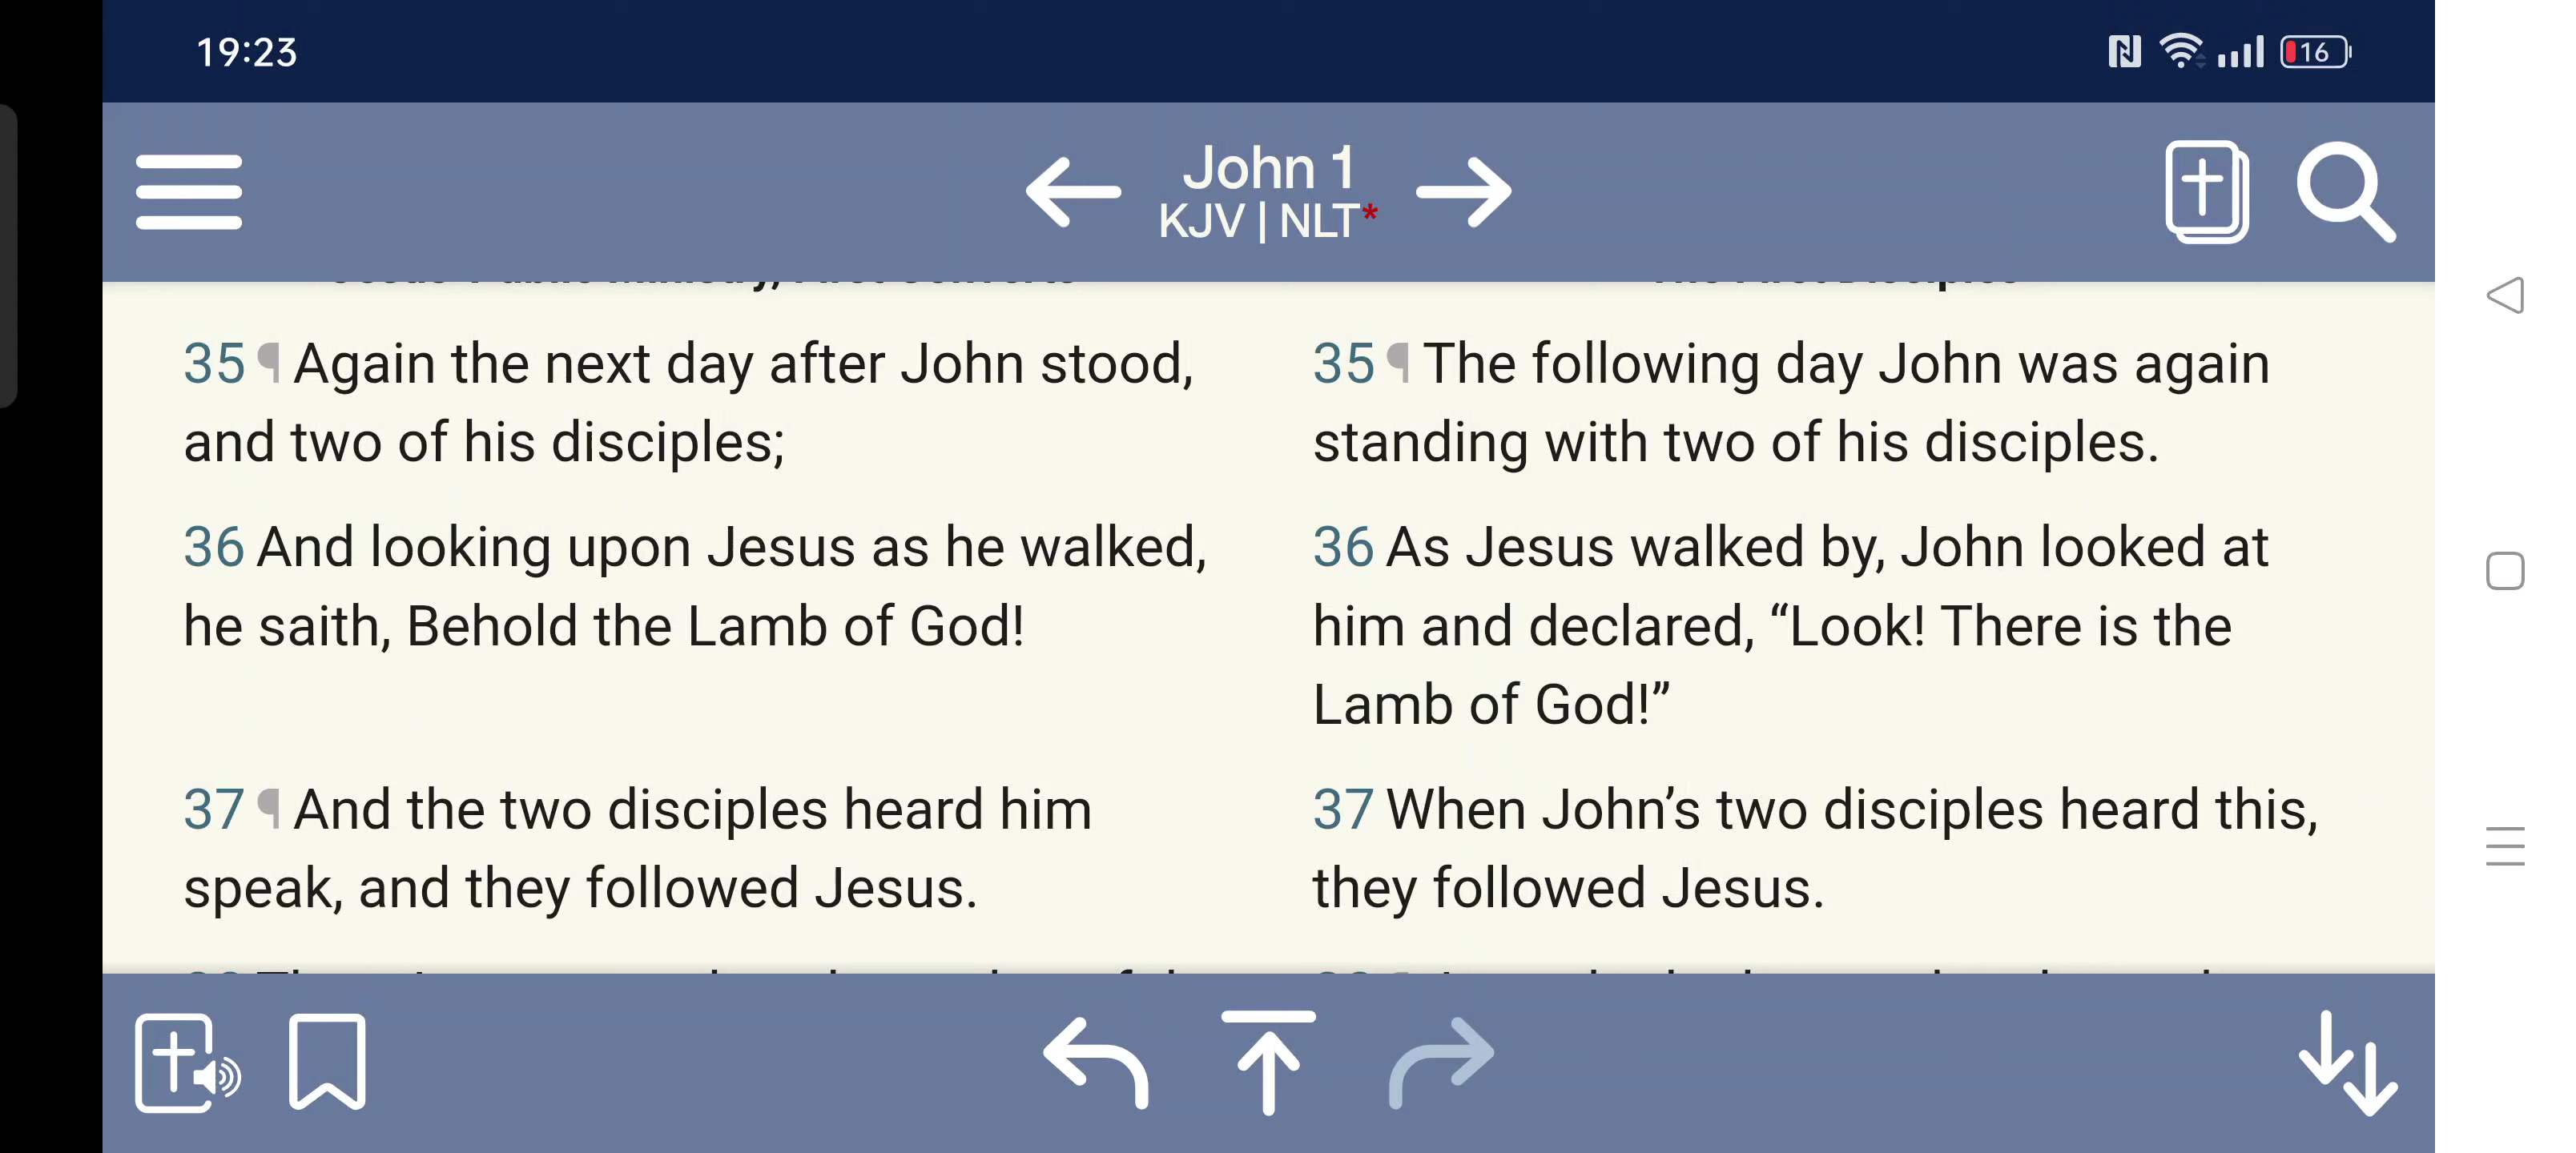 19:23
16
John 1
KJV | NLT*
35 ¶ Again the next day after John stood,
and two of his disciples;
36 And looking upon Jesus as he walked,
he saith, Behold the Lamb of God!
37 ¶ And the two disciples heard him
speak, and they followed Jesus.
35 ¶ The following day John was again
standing with two of his disciples.
36 As Jesus walked by, John looked at
him and declared, “Look! There is the
Lamb of God!”
37 When John’s two disciples heard this,
they followed Jesus.